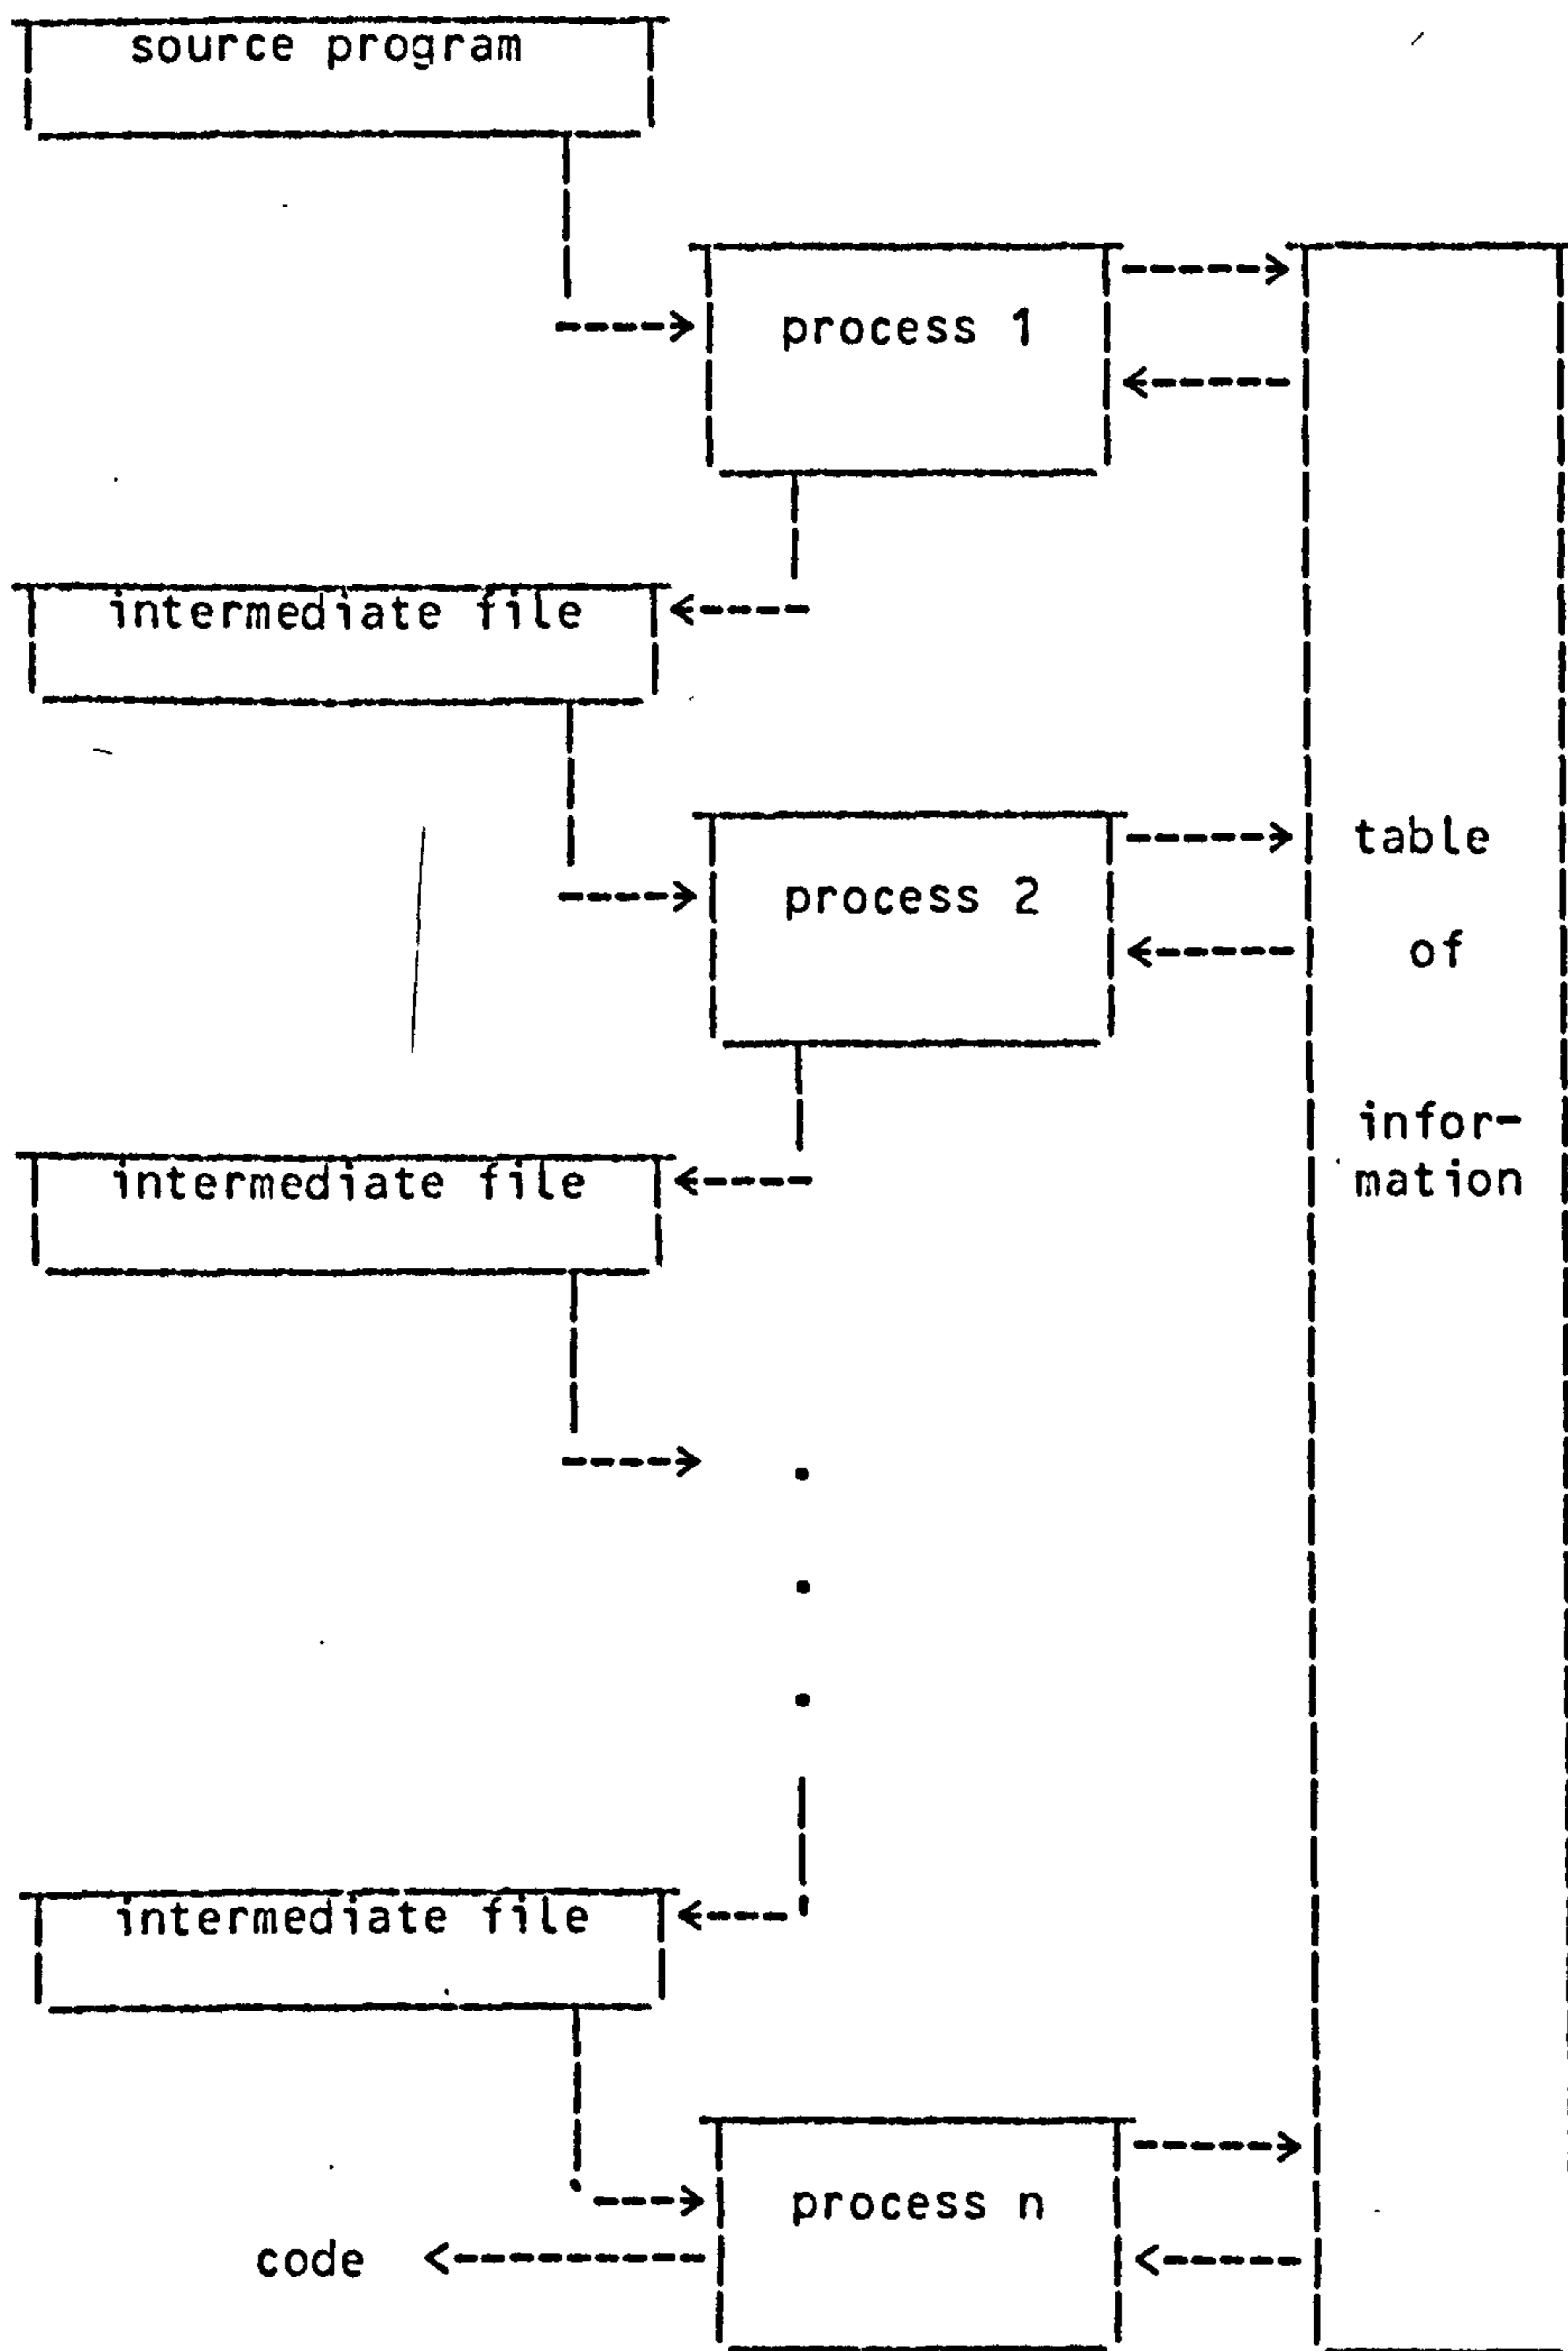 source program
process 1
intermediate file
process 2
table
of
infor-
mation
intermediate file
intermediate file
process n
code